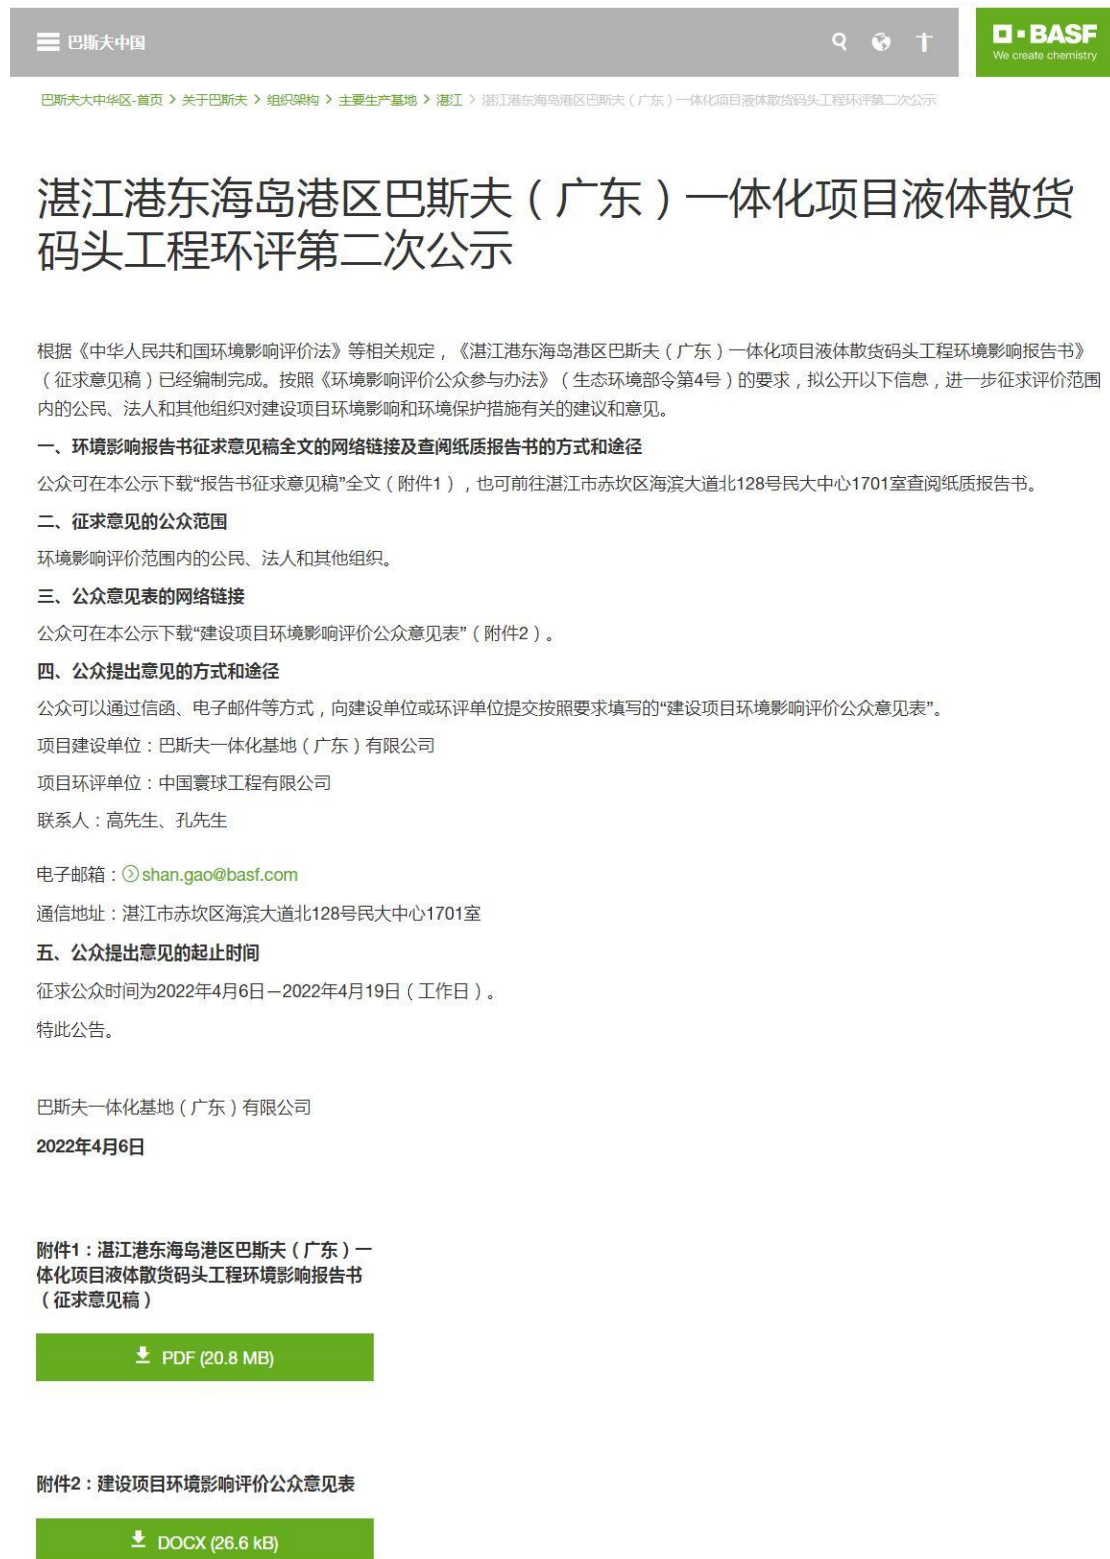 巴斯夫中国
BASF
We create chemistry
巴斯夫大中华区-首页 > 关于巴斯夫 > 组织架构 > 主要生产基地 > 湛江 > 湛江港东海岛港区巴斯夫（广东）一体化项目液体散货码头工程环评第二次公示
湛江港东海岛港区巴斯夫（广东）一体化项目液体散货
码头工程环评第二次公示
根据《中华人民共和国环境影响评价法》等相关规定，《湛江港东海岛港区巴斯夫（广东）一体化项目液体散货码头工程环境影响报告书》
（征求意见稿）已经编制完成。按照《环境影响评价公众参与办法》（生态环境部令第4号）的要求，拟公开以下信息，进一步征求评价范围
内的公民、法人和其他组织对建设项目环境影响和环境保护措施有关的建议和意见。
一、环境影响报告书征求意见稿全文的网络链接及查阅纸质报告书的方式和途径
公众可在本公示下载“报告书征求意见稿”全文（附件1），也可前往湛江市赤坎区海滨大道北128号民大中心1701室查阅纸质报告书。
二、征求意见的公众范围
环境影响评价范围内的公民、法人和其他组织。
三、公众意见表的网络链接
公众可在本公示下载“建设项目环境影响评价公众意见表”（附件2）。
四、公众提出意见的方式和途径
公众可以通过信函、电子邮件等方式，向建设单位或环评单位提交按照要求填写的“建设项目环境影响评价公众意见表”。
项目建设单位：巴斯夫一体化基地（广东）有限公司
项目环评单位：中国寰球工程有限公司
联系人：高先生、孔先生
电子邮箱：shan.gao@basf.com
通信地址：湛江市赤坎区海滨大道北128号民大中心1701室
五、公众提出意见的起止时间
征求公众时间为2022年4月6日—2022年4月19日（工作日）。
特此公告。
巴斯夫一体化基地（广东）有限公司
2022年4月6日
附件1：湛江港东海岛港区巴斯夫（广东）一
体化项目液体散货码头工程环境影响报告书
（征求意见稿）
PDF (20.8 MB)
附件2：建设项目环境影响评价公众意见表
DOCX (26.6 kB)